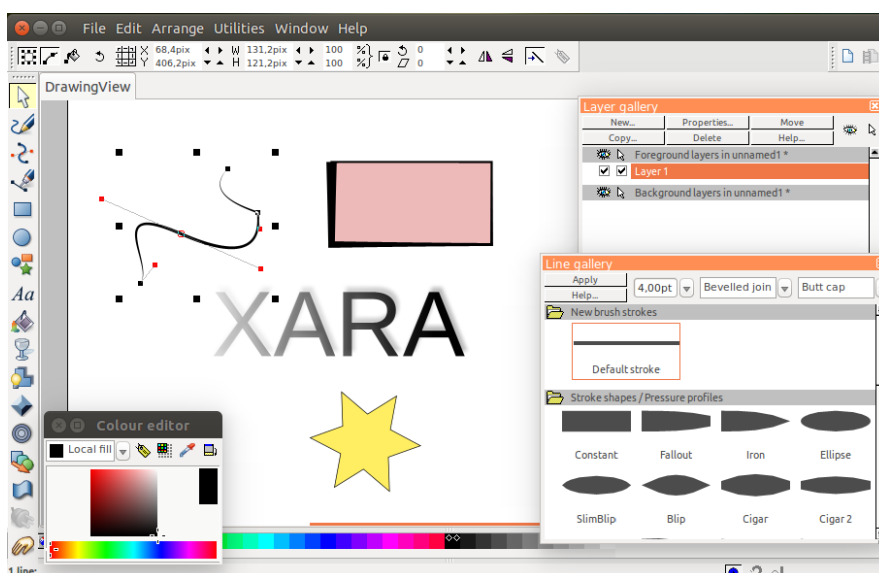 File Edit Arrange Utilities Window Help
X 68,4pix W 131,2pix 100 % 0
Y 406,2pix H 121,2pix 100 % 0
DrawingView
Layer gallery
New... Properties... Move
Copy... Delete Help...
Foreground layers in unnamed1 *
Layer 1
Background layers in unnamed1 *
Line gallery
Apply
Help...
4,00pt Bevelled join Butt cap
New brush strokes
Default stroke
Stroke shapes / Pressure profiles
Constant Fallout Iron Ellipse
SlimBlip Blip Cigar Cigar 2
XARA
Aa
Colour editor
Local fill
1 line: